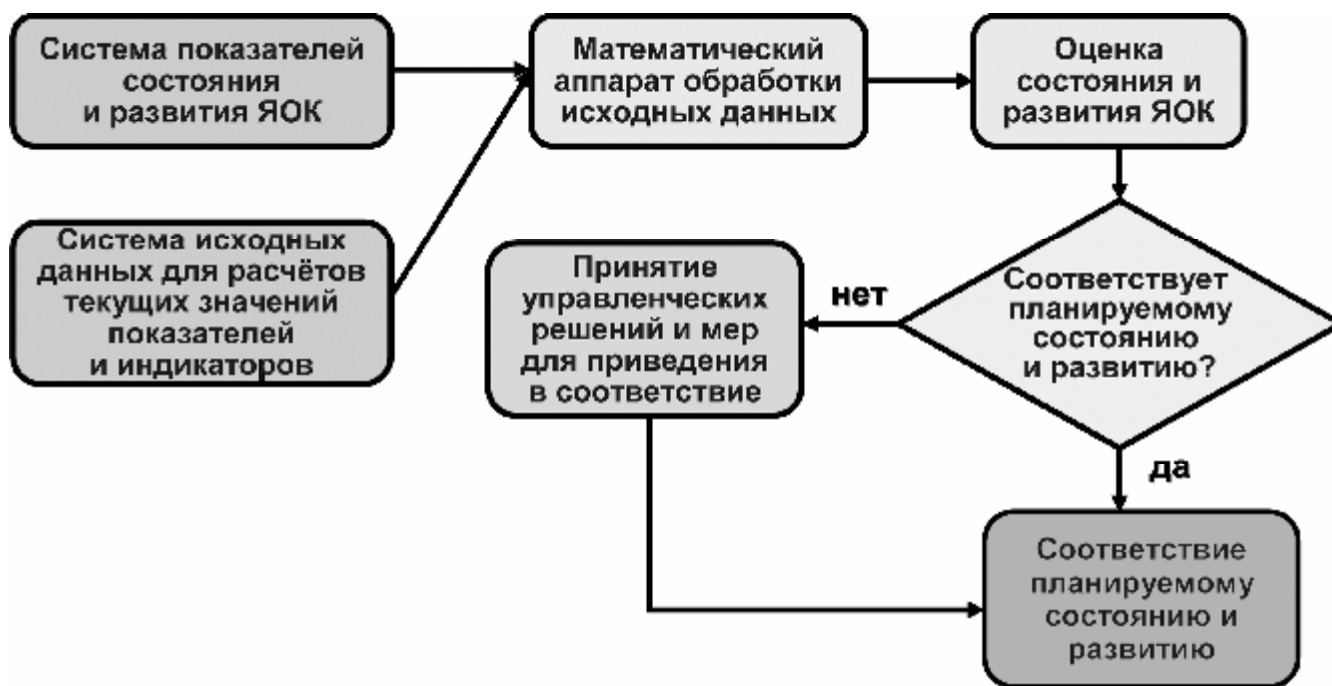 Система показателей
состояния
и развития ЯОК
Математический
аппарат обработки
исходных данных
Оценка
состояния и
развития ЯОК
Система исходных
данных для расчётов
текущих значений
показателей
и индикаторов
Принятие
управленческих
решений и мер
для приведения
в соответствие
нет
Соответствует
планируемому
состоянию
и развитию?
да
Соответствие
планируемому
состоянию и
развитию